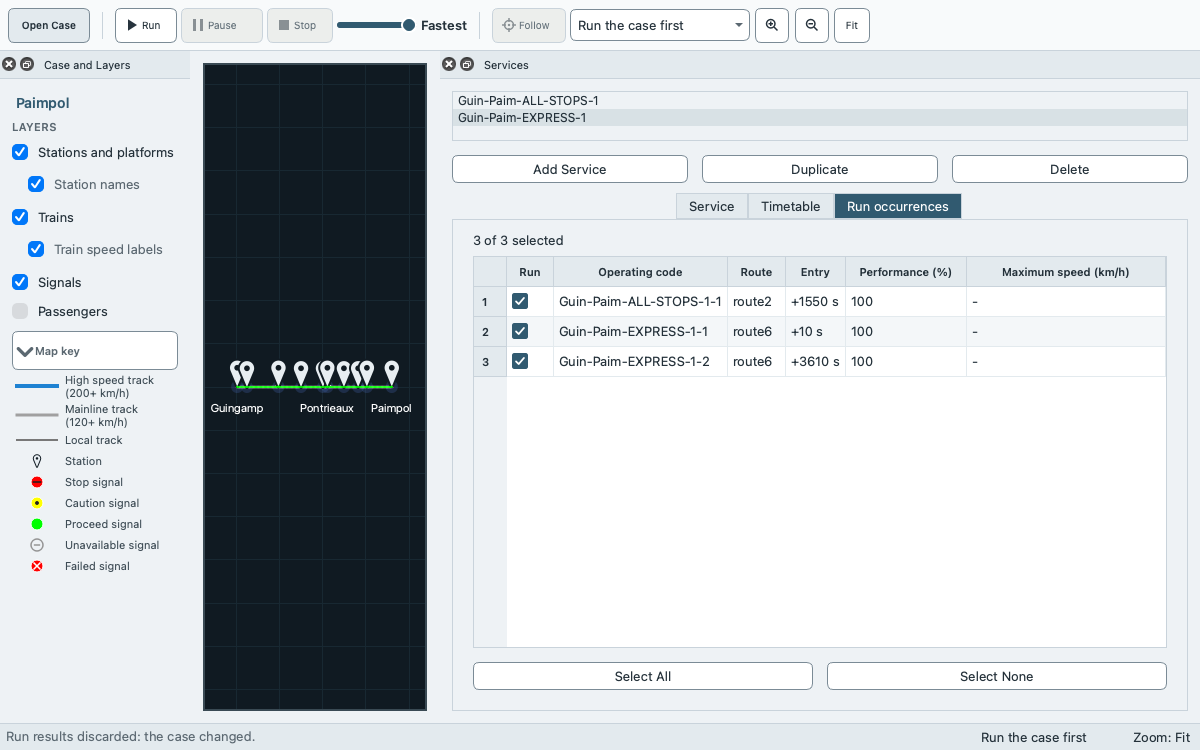 Open Case
Run
Pause
Stop
Fastest
Follow
Run the case first
Fit
Case and Layers
Services
Paimpol
LAYERS
Stations and platforms
Station names
Trains
Train speed labels
Signals
Passengers
Map key
High speed track
(200+ km/h)
Mainline track
(120+ km/h)
Local track
Station
Stop signal
Caution signal
Proceed signal
Unavailable signal
Failed signal
Guingamp Pontrieaux Paimpol
Guin-Paim-ALL-STOPS-1
Guin-Paim-EXPRESS-1
Add Service Duplicate Delete
Service Timetable Run occurrences
3 of 3 selected
Run Operating code Route Entry Performance (%) Maximum speed (km/h)
1 Guin-Paim-ALL-STOPS-1-1 route2 +1550 s 100 -
2 Guin-Paim-EXPRESS-1-1 route6 +10 s 100 -
3 Guin-Paim-EXPRESS-1-2 route6 +3610 s 100 -
Select All Select None
Run results discarded: the case changed. Run the case first Zoom: Fit